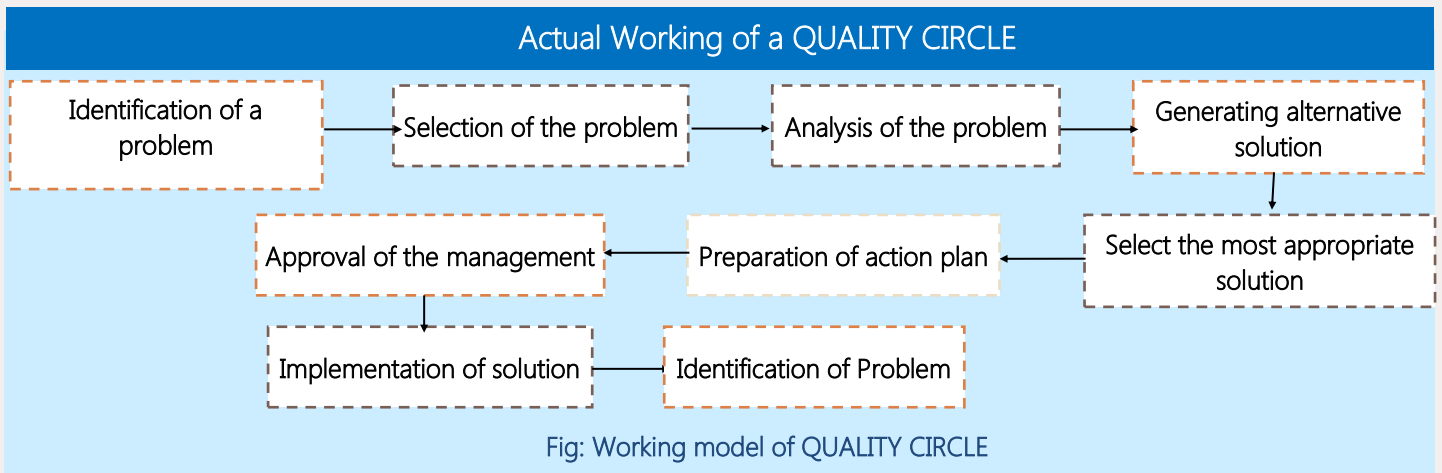 Actual Working of a QUALITY CIRCLE
Identification of a
problem
Selection of the problem
Analysis of the problem
Generating alternative
solution
Select the most appropriate
solution
Preparation of action plan
Approval of the management
Implementation of solution
Identification of Problem
Fig: Working model of QUALITY CIRCLE